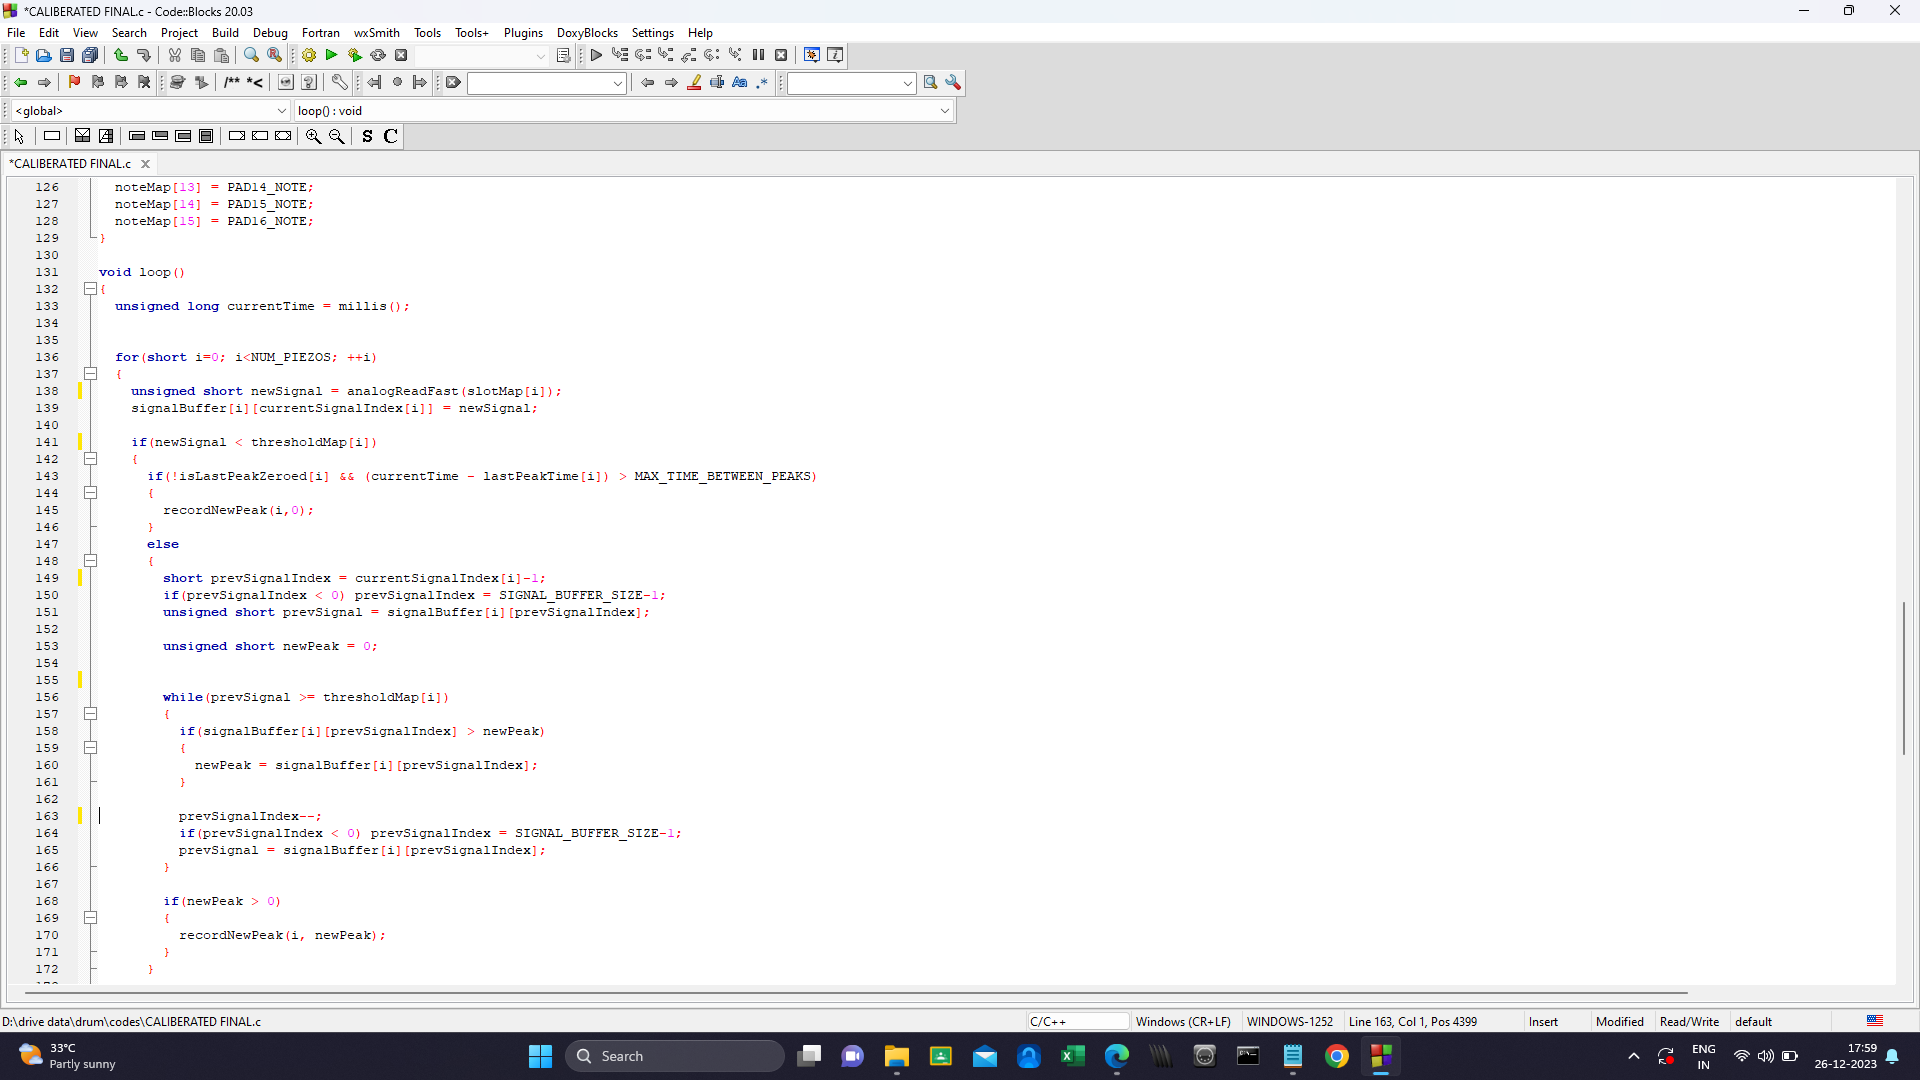 *CALIBERATED FINAL.c - Code::Blocks 20.03
File Edit View Search Project Build Debug Fortran wxSmith Tools Tools+ Plugins DoxyBlocks Settings Help
/** *<
Aa .*
<global> loop() : void
S C
*CALIBERATED FINAL.c
126 noteMap[13] = PAD14_NOTE;
127 noteMap[14] = PAD15_NOTE;
128 noteMap[15] = PAD16_NOTE;
129 }
130
131 void loop()
132 {
133 unsigned long currentTime = millis();
134
135
136 for(short i=0; i<NUM_PIEZOS; ++i)
137 {
138 unsigned short newSignal = analogReadFast(slotMap[i]);
139 signalBuffer[i][currentSignalIndex[i]] = newSignal;
140
141 if(newSignal < thresholdMap[i])
142 {
143 if(!isLastPeakZeroed[i] && (currentTime - lastPeakTime[i]) > MAX_TIME_BETWEEN_PEAKS)
144 {
145 recordNewPeak(i,0);
146 }
147 else
148 {
149 short prevSignalIndex = currentSignalIndex[i]-1;
150 if(prevSignalIndex < 0) prevSignalIndex = SIGNAL_BUFFER_SIZE-1;
151 unsigned short prevSignal = signalBuffer[i][prevSignalIndex];
152
153 unsigned short newPeak = 0;
154
155
156 while(prevSignal >= thresholdMap[i])
157 {
158 if(signalBuffer[i][prevSignalIndex] > newPeak)
159 {
160 newPeak = signalBuffer[i][prevSignalIndex];
161 }
162
163 prevSignalIndex--;
164 if(prevSignalIndex < 0) prevSignalIndex = SIGNAL_BUFFER_SIZE-1;
165 prevSignal = signalBuffer[i][prevSignalIndex];
166 }
167
168 if(newPeak > 0)
169 {
170 recordNewPeak(i, newPeak);
171 }
172 }
D:\drive data\drum\codes\CALIBERATED FINAL.c C/C++ Windows (CR+LF) WINDOWS-1252 Line 163, Col 1, Pos 4399 Insert Modified Read/Write default
33°C
Partly sunny
Search
ENG
IN
17:59
26-12-2023